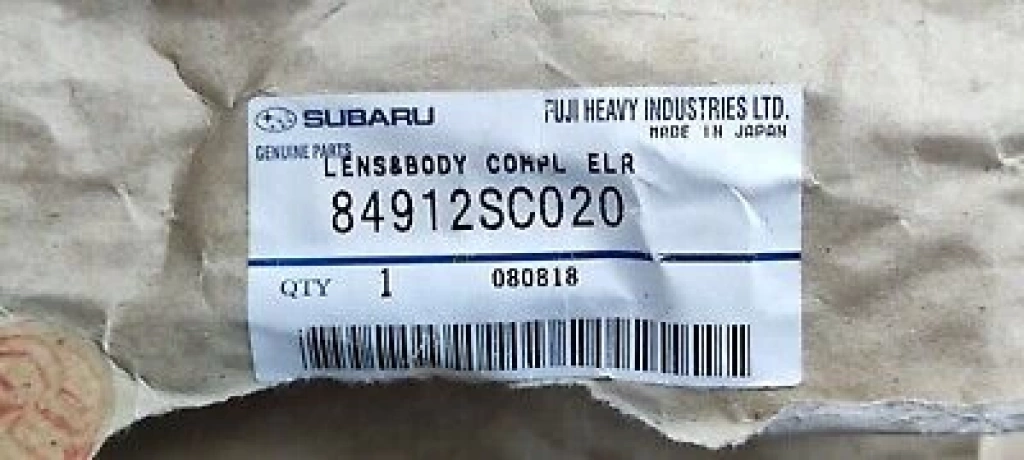 SUBARU
FUJI HEAVY INDUSTRIES LTD.
MADE IN JAPAN
GENUINE PARTS
LENS&BODY COMPL ELR
84912SC020
QTY 1 080818